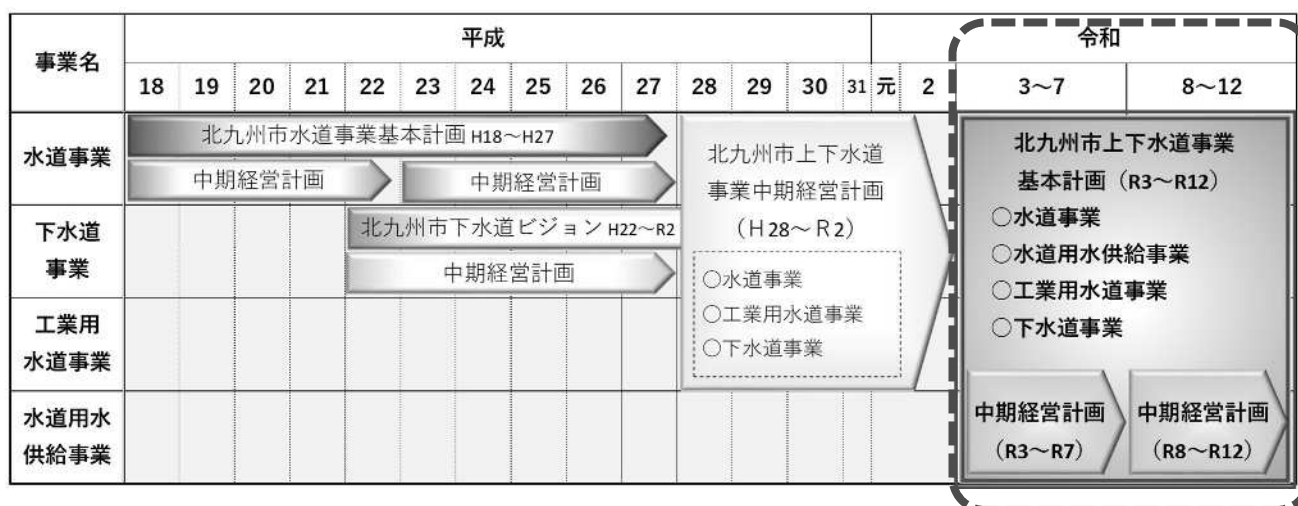 事業名
平成
令和
18 19 20 21 22 23 24 25 26 27 28 29 30 31 元 2 3～7 8～12
水道事業
北九州市水道事業基本計画 H18～H27
中期経営計画
中期経営計画
下水道
事業
北九州市下水道ビジョン H22～R2
中期経営計画
工業用
水道事業
水道用水
供給事業
北九州市上下水道
事業中期経営計画
（H28～R2）
○水道事業
○工業用水道事業
○下水道事業
北九州市上下水道事業
基本計画（R3～R12）
○水道事業
○水道用水供給事業
○工業用水道事業
○下水道事業
中期経営計画
（R3～R7）
中期経営計画
（R8～R12）